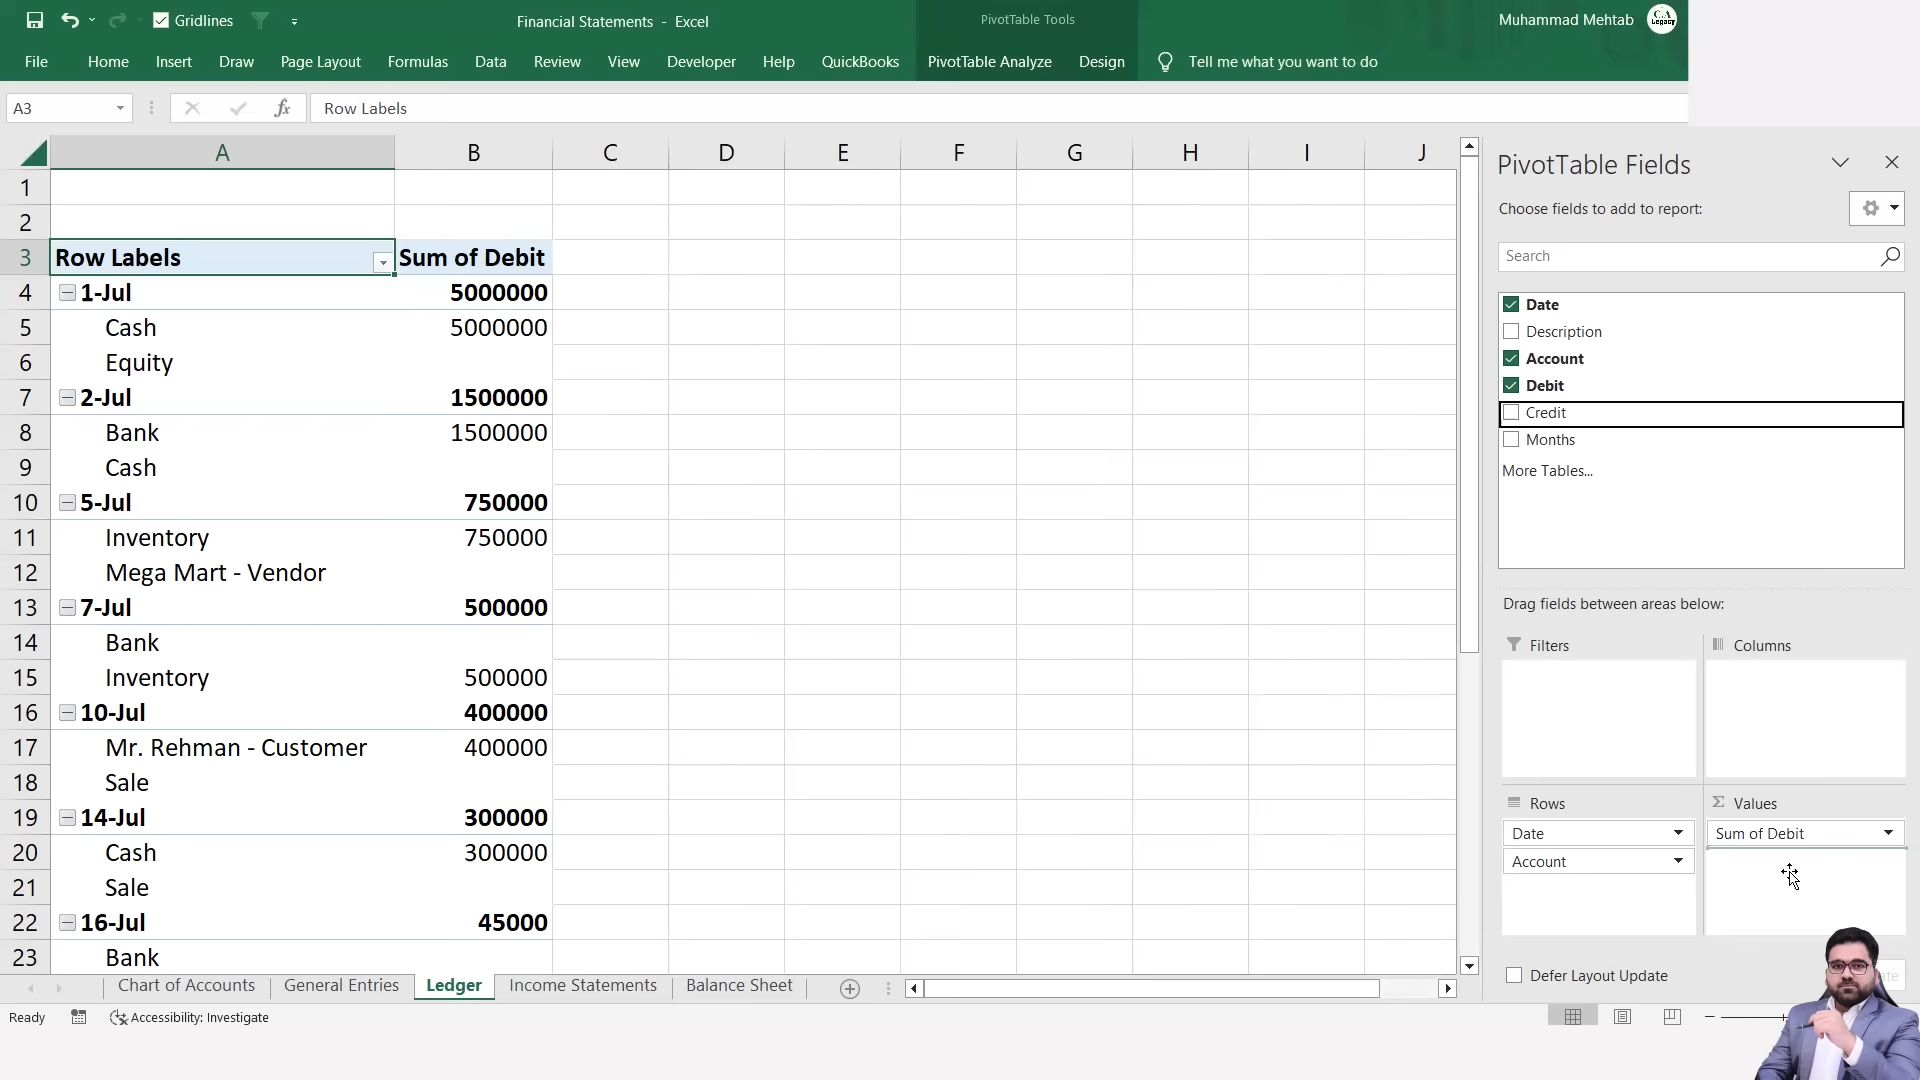 Gridlines
Financial Statements - Excel
PivotTable Tools
Muhammad Mehtab
C.A
Legacy
File Home Insert Draw Page Layout Formulas Data Review View Developer Help QuickBooks PivotTable Analyze Design Tell me what you want to do
A3 fx Row Labels
A B C D E F G H I J
1
2
3 Row Labels Sum of Debit
4 1-Jul 5000000
5 Cash 5000000
6 Equity
7 2-Jul 1500000
8 Bank 1500000
9 Cash
10 5-Jul 750000
11 Inventory 750000
12 Mega Mart - Vendor
13 7-Jul 500000
14 Bank
15 Inventory 500000
16 10-Jul 400000
17 Mr. Rehman - Customer 400000
18 Sale
19 14-Jul 300000
20 Cash 300000
21 Sale
22 16-Jul 45000
23 Bank
PivotTable Fields
Choose fields to add to report:
Search
Date
Description
Account
Debit
Credit
Months
More Tables...
Drag fields between areas below:
Filters Columns
Rows Σ Values
Date Sum of Debit
Account
Defer Layout Update
Chart of Accounts General Entries Ledger Income Statements Balance Sheet
Ready Accessibility: Investigate